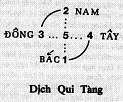 2 NAM
ĐÔNG 3 ... 5 ... 4 TÂY
BẮC 1
Dịch Qui Tàng